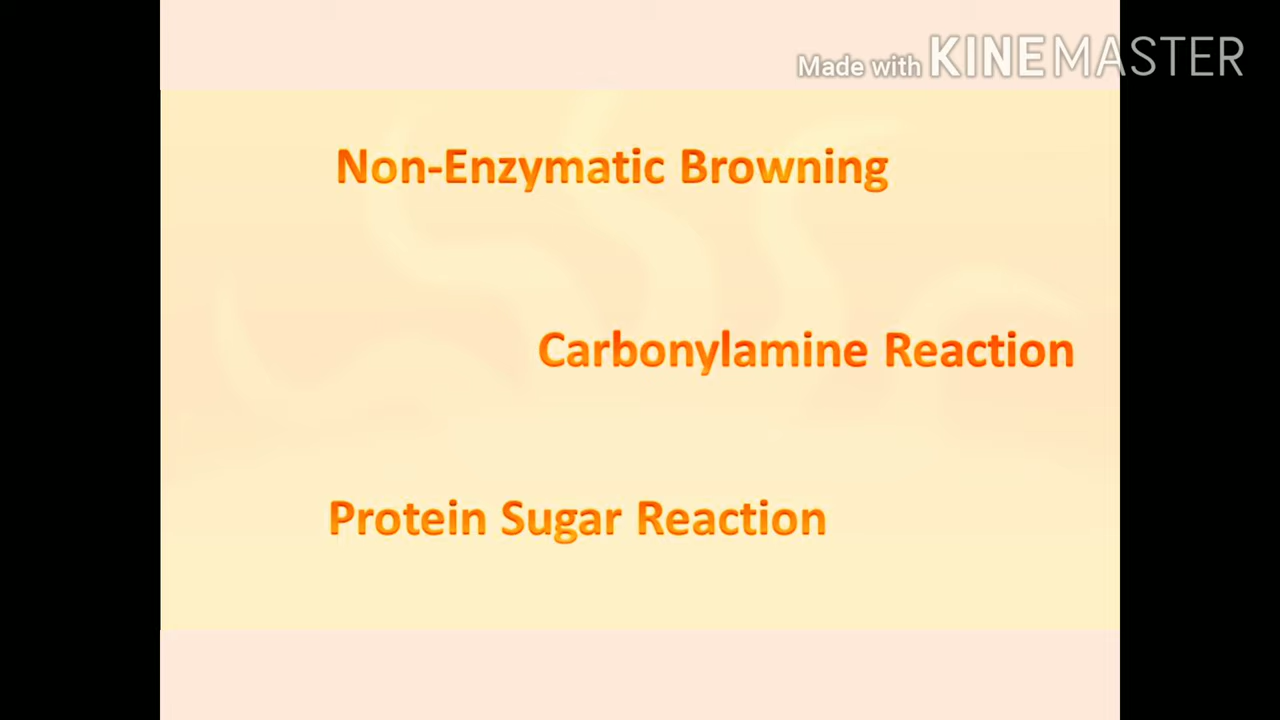 Made with KINEMASTER
Non-Enzymatic Browning
Carbonylamine Reaction
Protein Sugar Reaction